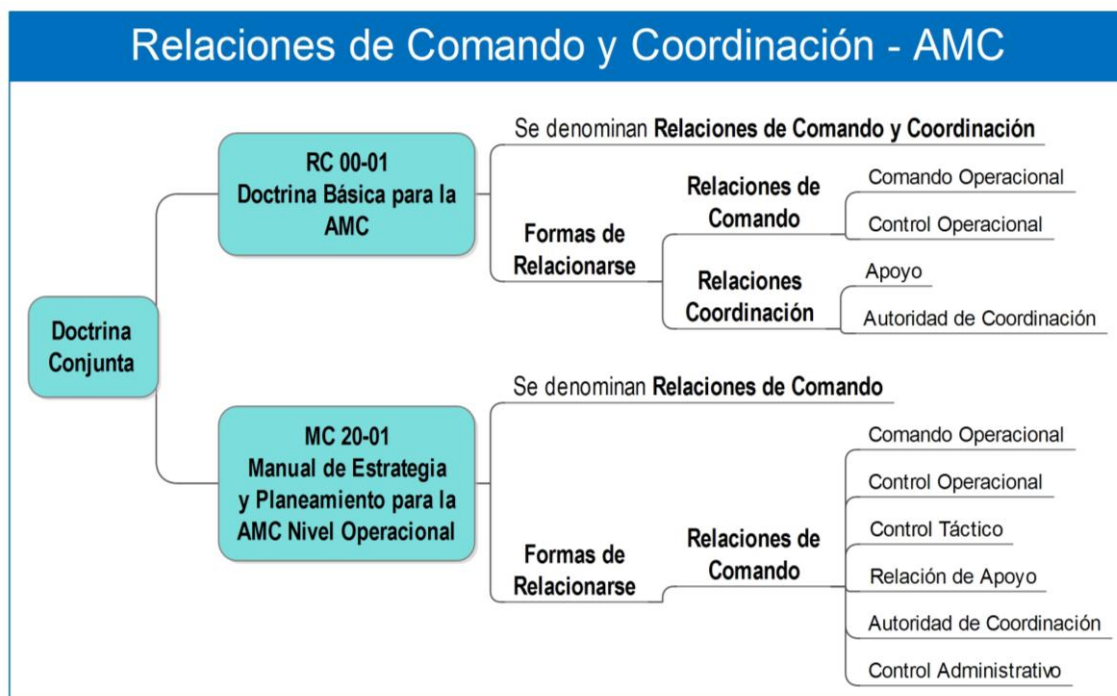 Relaciones de Comando y Coordinación - AMC
Doctrina
Conjunta
RC 00-01
Doctrina Básica para la
AMC
Se denominan Relaciones de Comando y Coordinación
Formas de
Relacionarse
Relaciones de
Comando
Comando Operacional
Control Operacional
Relaciones
Coordinación
Apoyo
Autoridad de Coordinación
MC 20-01
Manual de Estrategia
y Planeamiento para la
AMC Nivel Operacional
Se denominan Relaciones de Comando
Formas de
Relacionarse
Relaciones de
Comando
Comando Operacional
Control Operacional
Control Táctico
Relación de Apoyo
Autoridad de Coordinación
Control Administrativo